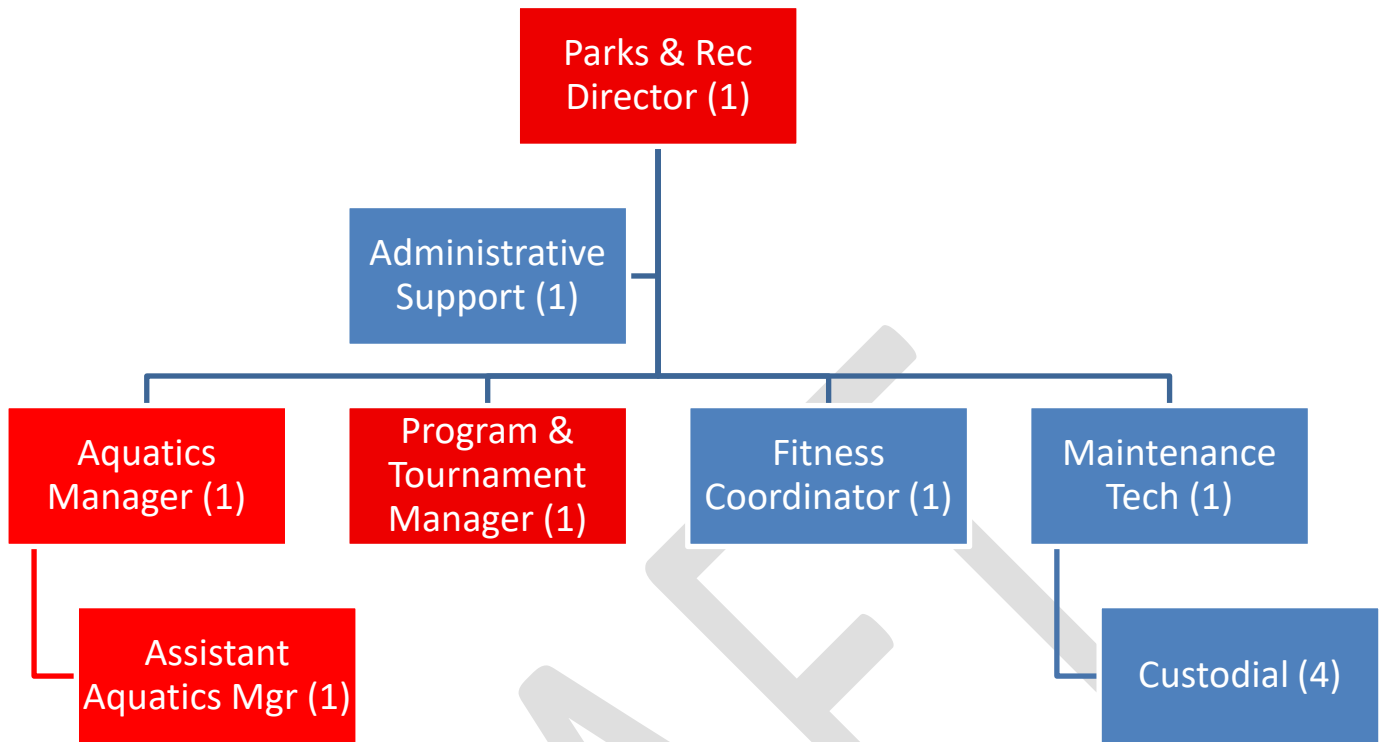 Parks & Rec
Director (1)
Administrative
Support (1)
Aquatics
Manager (1)
Program &
Tournament
Manager (1)
Fitness
Coordinator (1)
Maintenance
Tech (1)
Assistant
Aquatics Mgr (1)
Custodial (4)